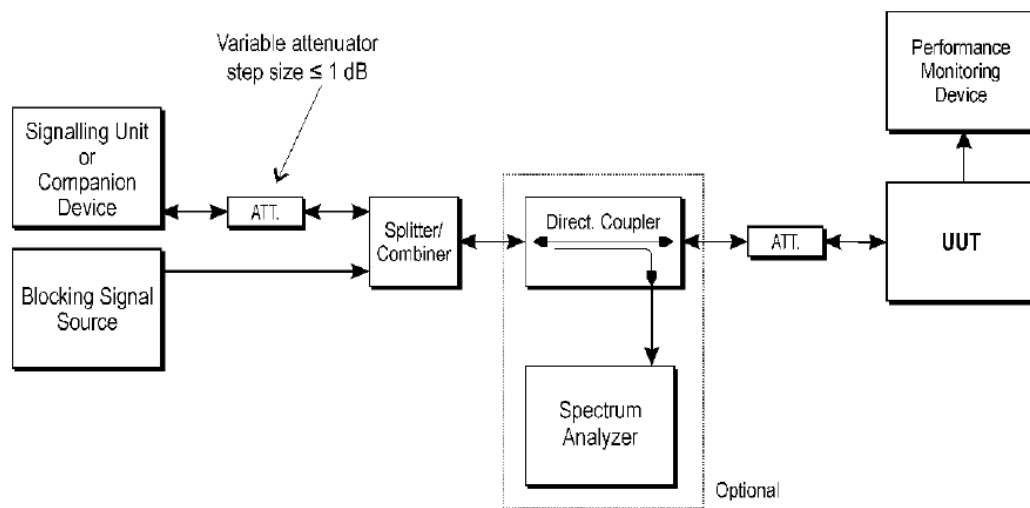 Variable attenuator
step size ≤ 1 dB
Performance
Monitoring
Device
Signalling Unit
or
Companion
Device
ATT.
Splitter/
Combiner
Direct. Coupler
ATT.
UUT
Blocking Signal
Source
Spectrum
Analyzer
Optional